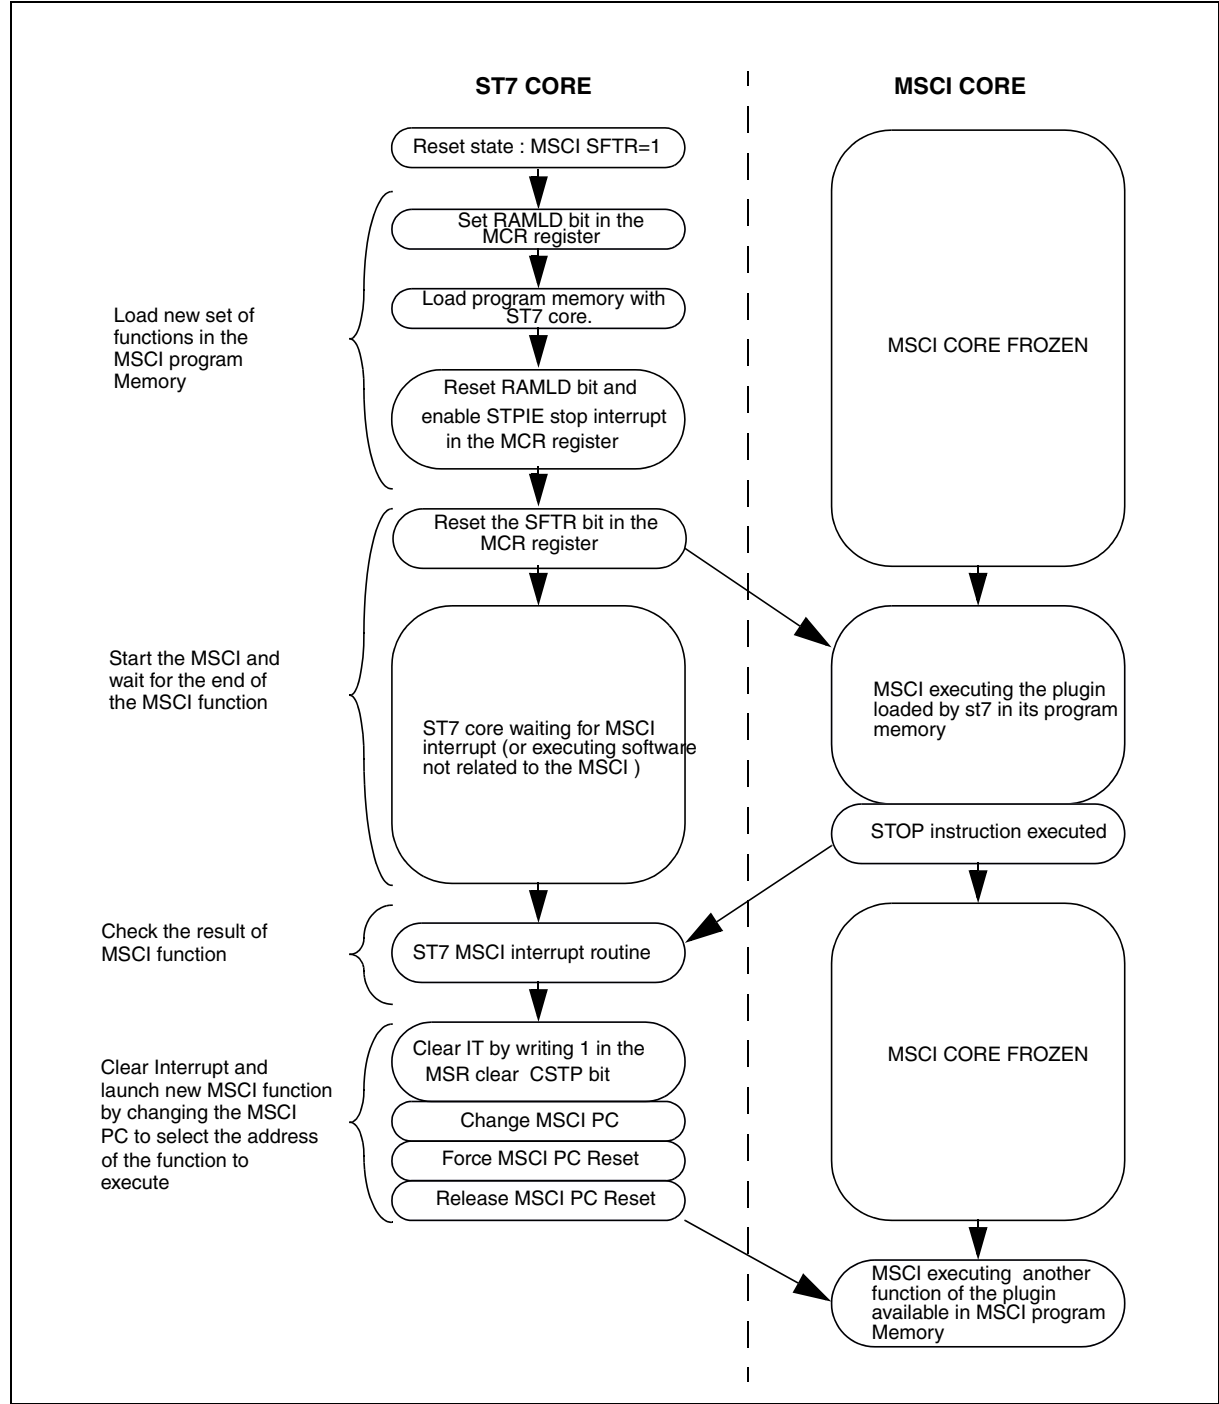 ST7 CORE
MSCI CORE
Reset state : MSCI SFTR=1
Set RAMLD bit in the
MCR register
Load program memory with
ST7 core.
Load new set of
functions in the
MSCI program
Memory
MSCI CORE FROZEN
Reset RAMLD bit and
enable STPIE stop interrupt
in the MCR register
Reset the SFTR bit in the
MCR register
Start the MSCI and
wait for the end of
the MSCI function
MSCI executing the plugin
loaded by st7 in its program
memory
ST7 core waiting for MSCI
interrupt (or executing software
not related to the MSCI )
STOP instruction executed
Check the result of
MSCI function
ST7 MSCI interrupt routine
Clear IT by writing 1 in the
MSR clear CSTP bit
MSCI CORE FROZEN
Clear Interrupt and
launch new MSCI function
by changing the MSCI
PC to select the address
of the function to
execute
Change MSCI PC
Force MSCI PC Reset
Release MSCI PC Reset
MSCI executing another
function of the plugin
available in MSCI program
Memory